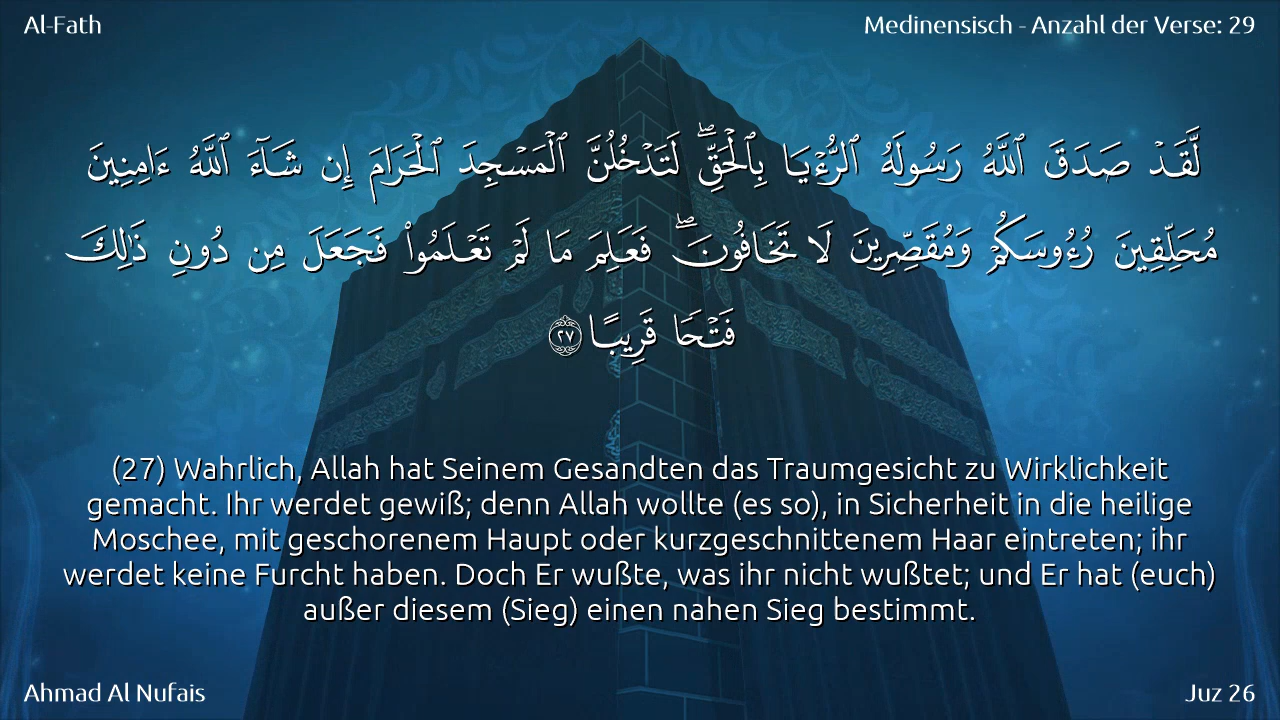 Al-Fath
Medinensisch - Anzahl der Verse: 29
لَّقَدْ صَدَقَ ٱللَّهُ رَسُولَهُ ٱلرُّءْيَا بِٱلْحَقِّ ۖ لَتَدْخُلُنَّ ٱلْمَسْجِدَ ٱلْحَرَامَ إِن شَآءَ ٱللَّهُ ءَامِنِينَ
مُحَلِّقِينَ رُءُوسَكُمْ وَمُقَصِّرِينَ لَا تَخَافُونَ ۖ فَعَلِمَ مَا لَمْ تَعْلَمُوا۟ فَجَعَلَ مِن دُونِ ذَٰلِكَ
فَتْحًا قَرِيبًا ٢٧
(27) Wahrlich, Allah hat Seinem Gesandten das Traumgesicht zu Wirklichkeit
gemacht. Ihr werdet gewiß; denn Allah wollte (es so), in Sicherheit in die heilige
Moschee, mit geschorenem Haupt oder kurzgeschnittenem Haar eintreten; ihr
werdet keine Furcht haben. Doch Er wußte, was ihr nicht wußtet; und Er hat (euch)
außer diesem (Sieg) einen nahen Sieg bestimmt.
Ahmad Al Nufais
Juz 26